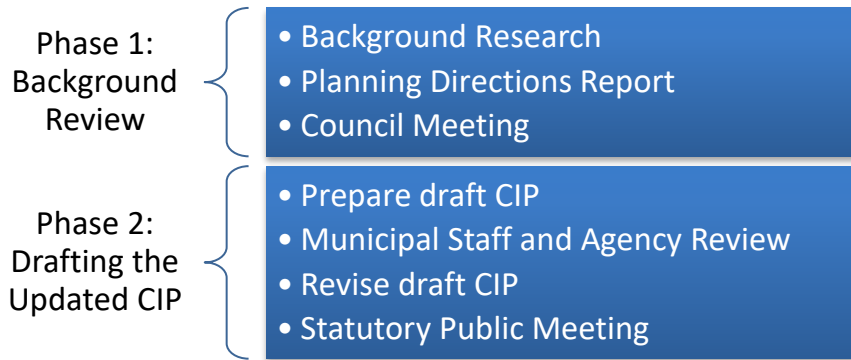 Phase 1:
Background
Review
• Background Research
• Planning Directions Report
• Council Meeting
Phase 2:
Drafting the
Updated CIP
• Prepare draft CIP
• Municipal Staff and Agency Review
• Revise draft CIP
• Statutory Public Meeting